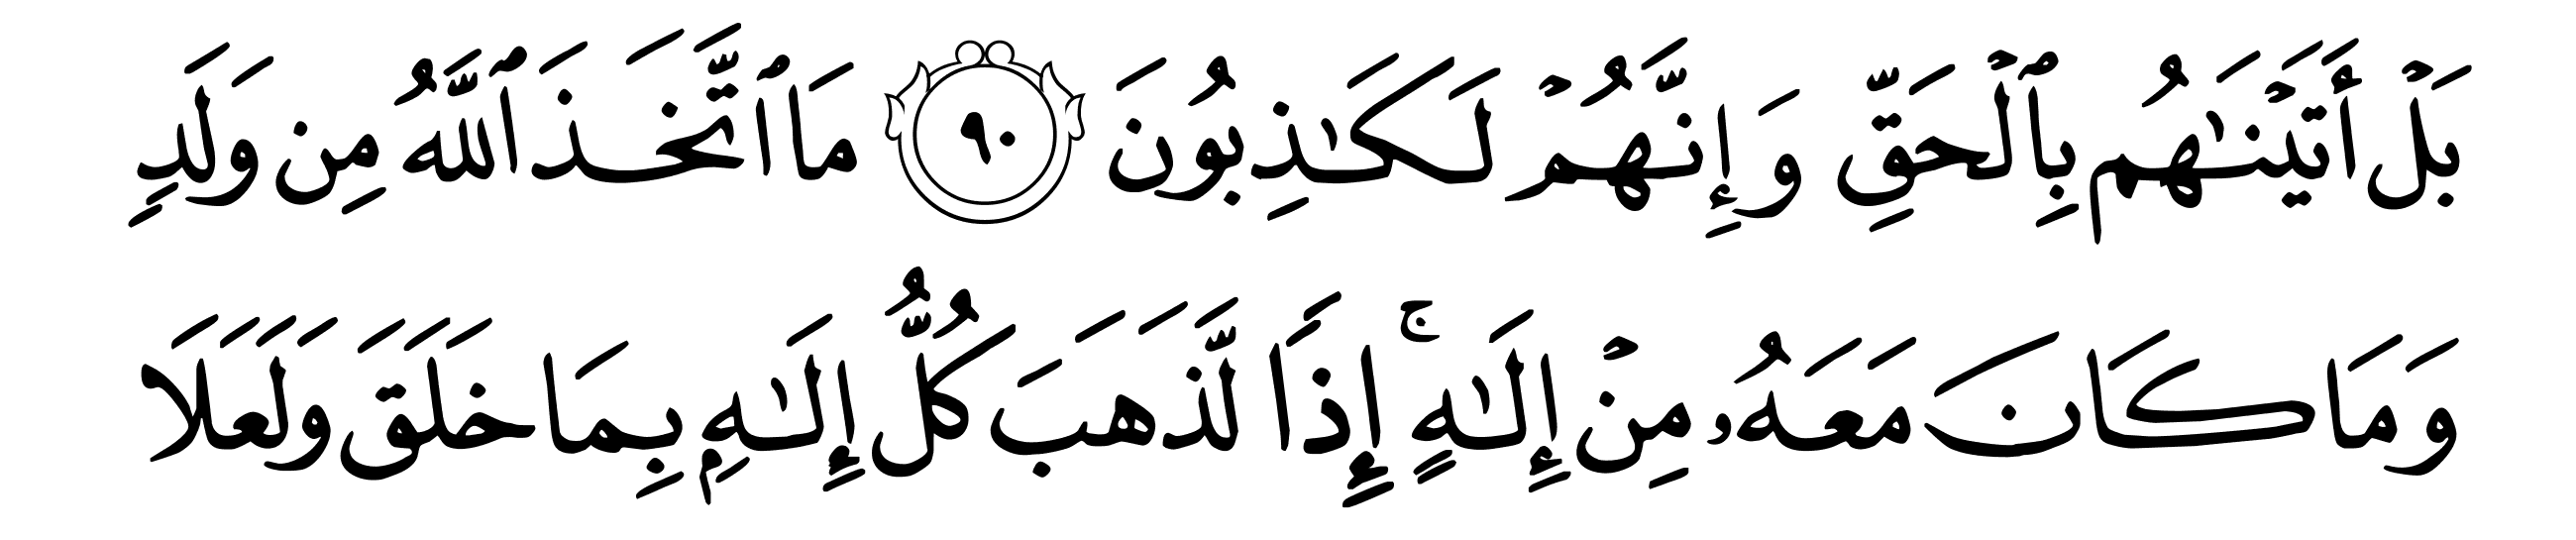 بَلۡ أَتَيۡنَٰهُم بِٱلۡحَقِّ وَإِنَّهُمۡ لَكَٰذِبُونَ ٩٠ مَا ٱتَّخَذَ ٱللَّهُ مِن وَلَدٍ
وَمَا كَانَ مَعَهُۥ مِنۡ إِلَٰهٍۚ إِذًا لَّذَهَبَ كُلُّ إِلَٰهِۭ بِمَا خَلَقَ وَلَعَلَا